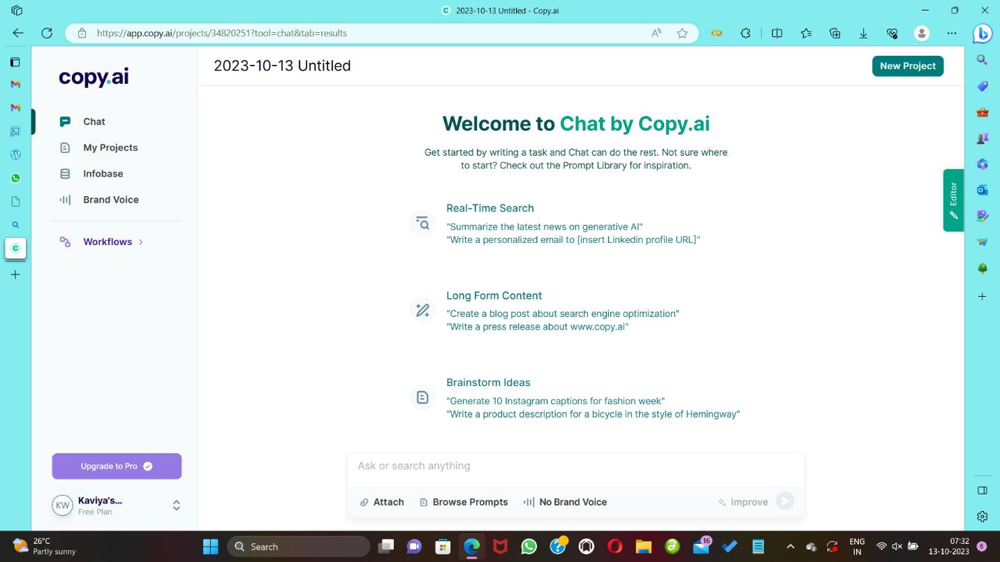 2023-10-13 Untitled - Copy.ai
https://app.copy.ai/projects/34820251?tool=chat&tab=results
copy.ai
Chat
My Projects
Infobase
Brand Voice
Workflows
Upgrade to Pro
KW
Kaviya's...
Free Plan
2023-10-13 Untitled
New Project
Welcome to Chat by Copy.ai
Get started by writing a task and Chat can do the rest. Not sure where
to start? Check out the Prompt Library for inspiration.
Real-Time Search
"Summarize the latest news on generative AI"
"Write a personalized email to [insert Linkedin profile URL]"
Long Form Content
"Create a blog post about search engine optimization"
"Write a press release about www.copy.ai"
Brainstorm Ideas
"Generate 10 Instagram captions for fashion week"
"Write a product description for a bicycle in the style of Hemingway"
Editor
Ask or search anything
Attach
Browse Prompts
No Brand Voice
Improve
26°C
Partly sunny
Search
16
ENG
IN
07:32
13-10-2023
6